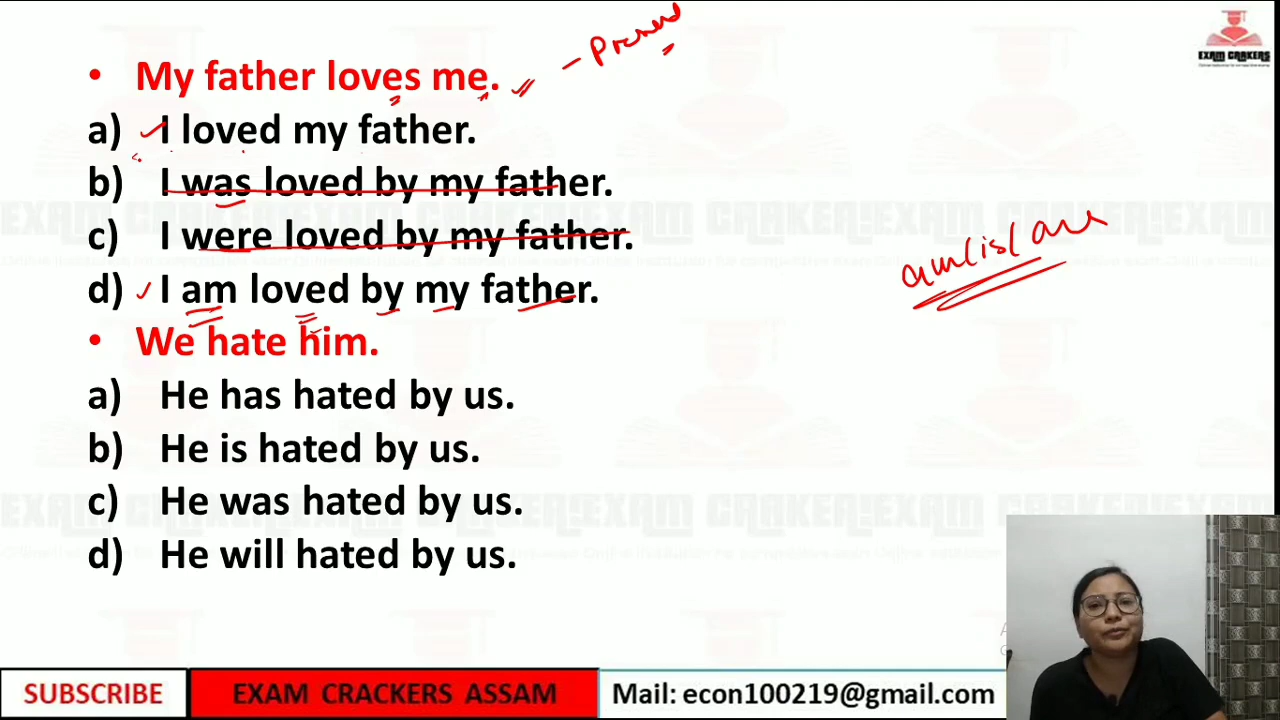 - Present
• My father loves me.
a) I loved my father.
b) I was loved by my father.
c) I were loved by my father.
d) I am loved by my father.
am/is/are
• We hate him.
a) He has hated by us.
b) He is hated by us.
c) He was hated by us.
d) He will hated by us.
EXAM CRAKERS
SUBSCRIBE
EXAM CRACKERS ASSAM
Mail: econ100219@gmail.com